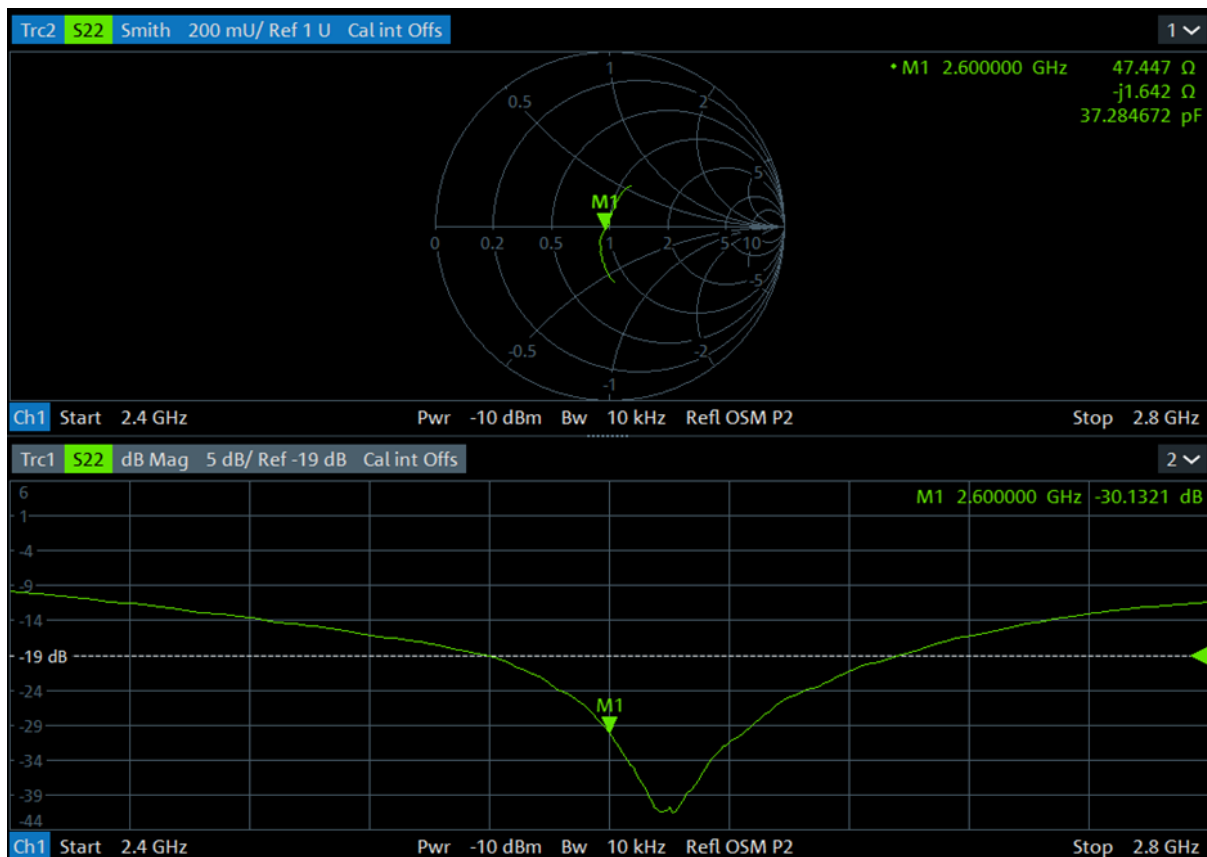 Trc2 S22 Smith 200 mU/ Ref 1 U Cal int Offs 1
1
• M1 2.600000 GHz 47.447 Ω
-j1.642 Ω
37.284672 pF
0.5 2
5
M1
0 0.2 0.5 1 2 5 10
-5
-0.5 -2
-1
Ch1 Start 2.4 GHz Pwr -10 dBm Bw 10 kHz Refl OSM P2 Stop 2.8 GHz
Trc1 S22 dB Mag 5 dB/ Ref -19 dB Cal int Offs 2
6
M1 2.600000 GHz -30.1321 dB
1
-4
-9
-14
-19 dB
-24
M1
-29
-34
-39
-44
Ch1 Start 2.4 GHz Pwr -10 dBm Bw 10 kHz Refl OSM P2 Stop 2.8 GHz